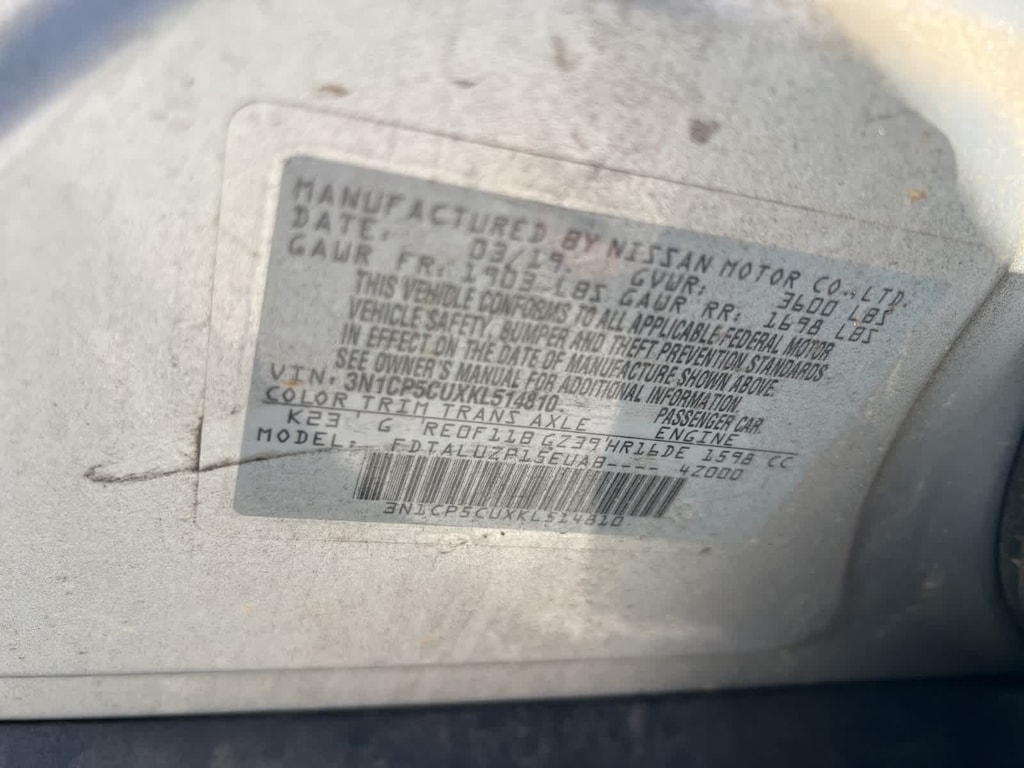 MANUFACTURED BY NISSAN MOTOR CO., LTD.
DATE: 03/19 GVWR: 3600 LBS
GAWR FR: 1903 LBS GAWR RR: 1698 LBS
THIS VEHICLE CONFORMS TO ALL APPLICABLE FEDERAL MOTOR
VEHICLE SAFETY, BUMPER AND THEFT PREVENTION STANDARDS
IN EFFECT ON THE DATE OF MANUFACTURE SHOWN ABOVE.
SEE OWNER'S MANUAL FOR ADDITIONAL INFORMATION.
VIN: 3N1CP5CUXKL514810 PASSENGER CAR
COLOR TRIM TRANS AXLE ENGINE
K23 G RE0F11B GZ39 HR16DE 1598 CC
MODEL: FDTALUZP15EUAB---- 42000
3N1CP5CUXKL514810